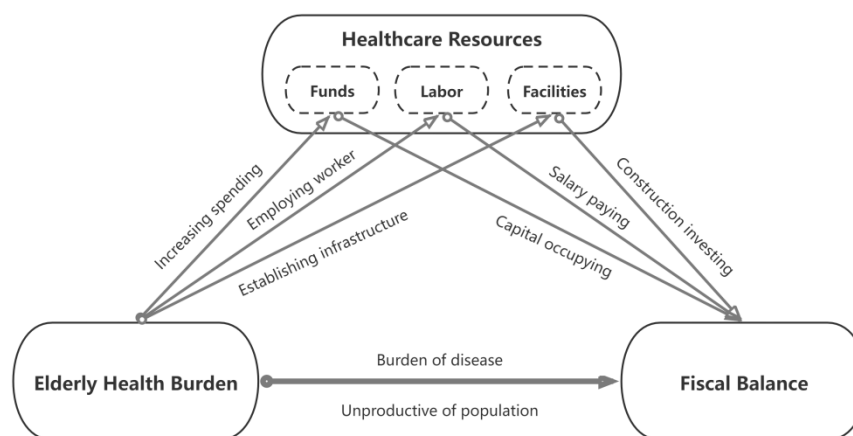 Healthcare Resources
Funds
Labor
Facilities
Increasing spending
Employing worker
Establishing infrastructure
Capital occupying
Salary paying
Construction investing
Elderly Health Burden
Burden of disease
Unproductive of population
Fiscal Balance